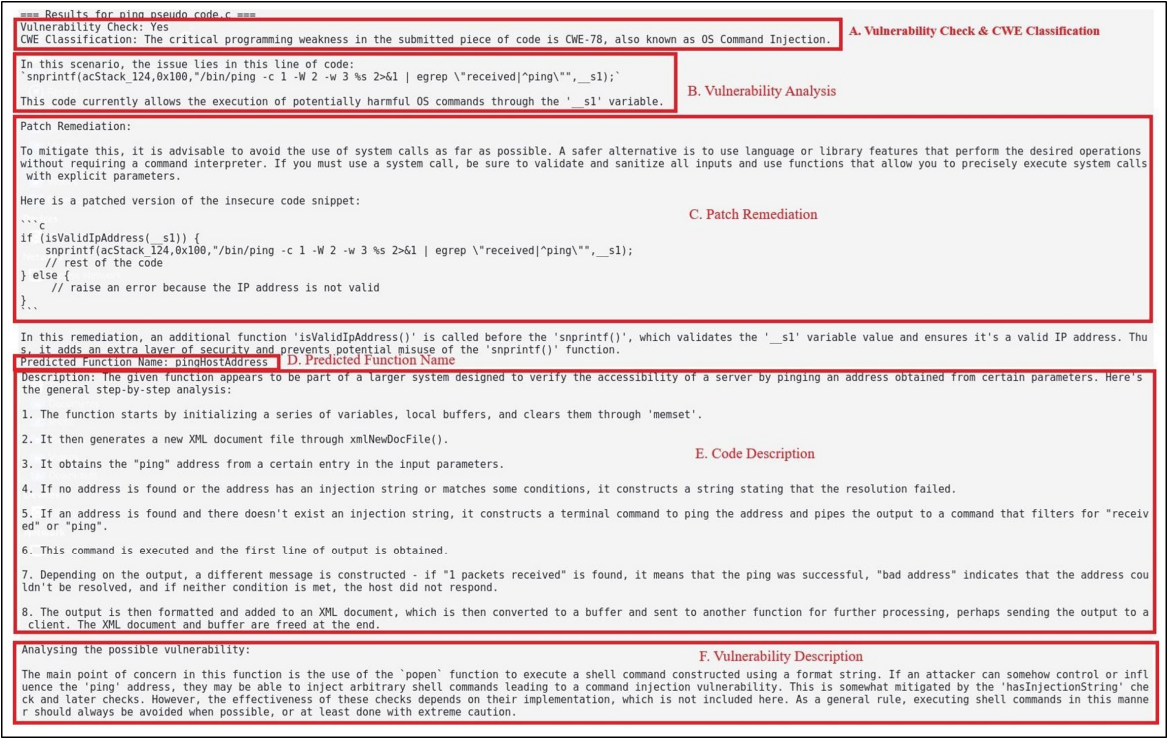 === Results for ping pseudo code.c ===
Vulnerability Check: Yes
CWE Classification: The critical programming weakness in the submitted piece of code is CWE-78, also known as OS Command Injection.
A. Vulnerability Check & CWE Classification
In this scenario, the issue lies in this line of code:
`snprintf(acStack_124,0x100,"/bin/ping -c 1 -W 2 -w 3 %s 2>&1 | egrep \"received|^ping\"",__s1);`
This code currently allows the execution of potentially harmful OS commands through the '__s1' variable.
B. Vulnerability Analysis
Patch Remediation:
To mitigate this, it is advisable to avoid the use of system calls as far as possible. A safer alternative is to use language or library features that perform the desired operations
without requiring a command interpreter. If you must use a system call, be sure to validate and sanitize all inputs and use functions that allow you to precisely execute system calls
with explicit parameters.
Here is a patched version of the insecure code snippet:
C. Patch Remediation
```c
if (isValidIpAddress(__s1)) {
    snprintf(acStack_124,0x100,"/bin/ping -c 1 -W 2 -w 3 %s 2>&1 | egrep \"received|^ping\"",__s1);
    // rest of the code
} else {
     // raise an error because the IP address is not valid
}
```
In this remediation, an additional function 'isValidIpAddress()' is called before the 'snprintf()', which validates the '__s1' variable value and ensures it's a valid IP address. Thu
s, it adds an extra layer of security and prevents potential misuse of the 'snprintf()' function.
Predicted Function Name: pingHostAddress
D. Predicted Function Name
Description: The given function appears to be part of a larger system designed to verify the accessibility of a server by pinging an address obtained from certain parameters. Here's
the general step-by-step analysis:
1. The function starts by initializing a series of variables, local buffers, and clears them through 'memset'.
2. It then generates a new XML document file through xmlNewDocFile().
E. Code Description
3. It obtains the "ping" address from a certain entry in the input parameters.
4. If no address is found or the address has an injection string or matches some conditions, it constructs a string stating that the resolution failed.
5. If an address is found and there doesn't exist an injection string, it constructs a terminal command to ping the address and pipes the output to a command that filters for "receiv
ed" or "ping".
6. This command is executed and the first line of output is obtained.
7. Depending on the output, a different message is constructed - if "1 packets received" is found, it means that the ping was successful, "bad address" indicates that the address cou
ldn't be resolved, and if neither condition is met, the host did not respond.
8. The output is then formatted and added to an XML document, which is then converted to a buffer and sent to another function for further processing, perhaps sending the output to a
client. The XML document and buffer are freed at the end.
Analysing the possible vulnerability:
F. Vulnerability Description
The main point of concern in this function is the use of the `popen` function to execute a shell command constructed using a format string. If an attacker can somehow control or infl
uence the 'ping' address, they may be able to inject arbitrary shell commands leading to a command injection vulnerability. This is somewhat mitigated by the 'hasInjectionString' che
ck and later checks. However, the effectiveness of these checks depends on their implementation, which is not included here. As a general rule, executing shell commands in this manne
r should always be avoided when possible, or at least done with extreme caution.